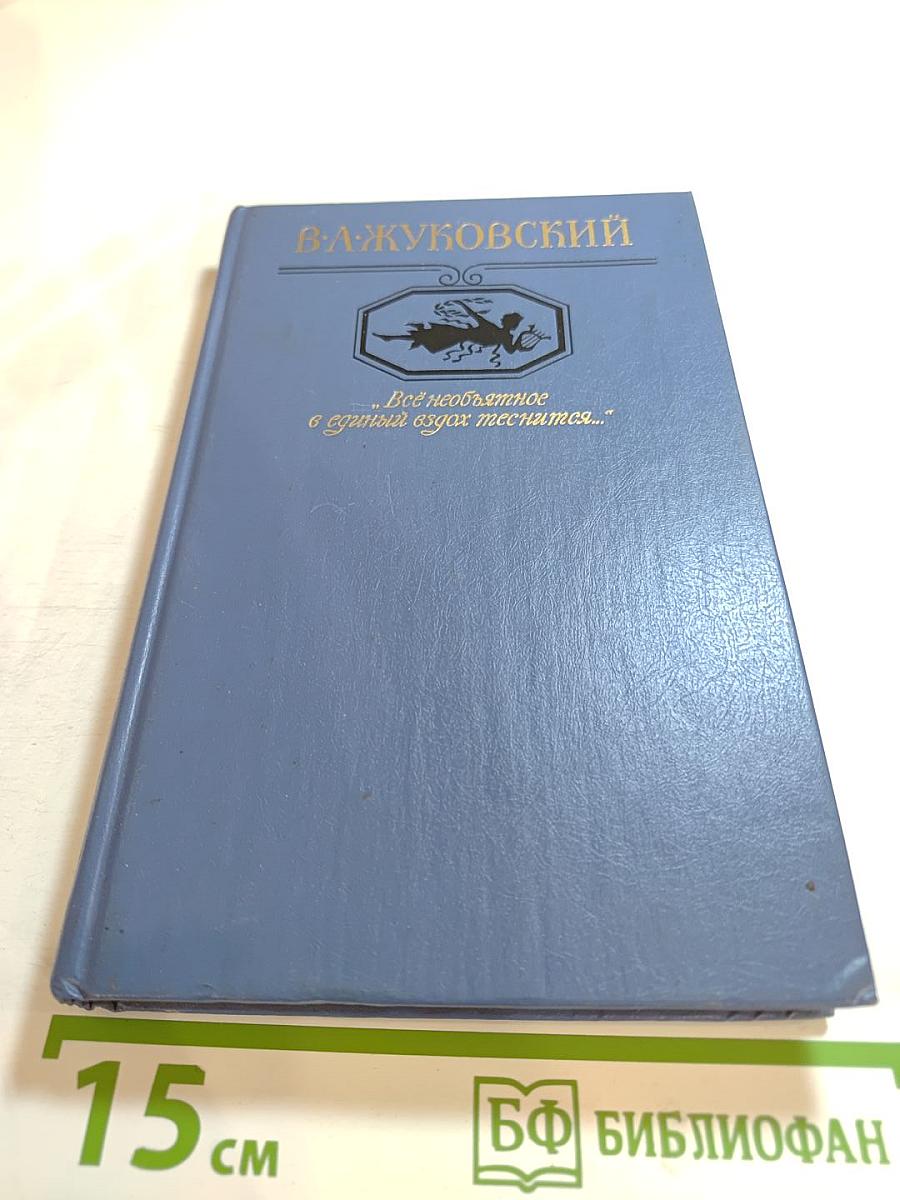 В·А·ЖУКОВСКИЙ
„Всё необъятное
в единый вздох теснится..."
15 см
БФ БИБЛИОФАН